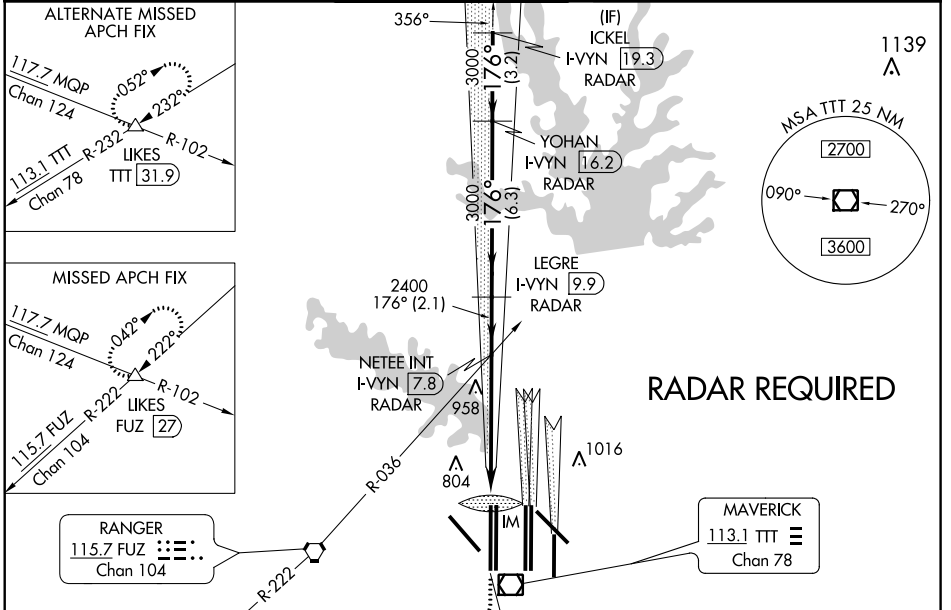 ALTERNATE MISSED
APCH FIX
117.7 MQP
Chan 124
052°
232°
R-232
R-102
113.1 TTT
Chan 78
LIKES
TTT 31.9
MISSED APCH FIX
117.7 MQP
Chan 124
042°
222°
R-222
R-102
115.7 FUZ
Chan 104
LIKES
FUZ 27
RANGER
115.7 FUZ
Chan 104
R-222
R-036
356°
(IF)
ICKEL
I-VYN 19.3
RADAR
3000
176°
(3.2)
YOHAN
I-VYN 16.2
RADAR
3000
176°
(6.3)
LEGRE
I-VYN 9.9
RADAR
2400
176° (2.1)
NETEE INT
I-VYN 7.8
RADAR
958
804
1016
IM
1139
MSA TTT 25 NM
2700
090°
270°
3600
RADAR REQUIRED
MAVERICK
113.1 TTT
Chan 78